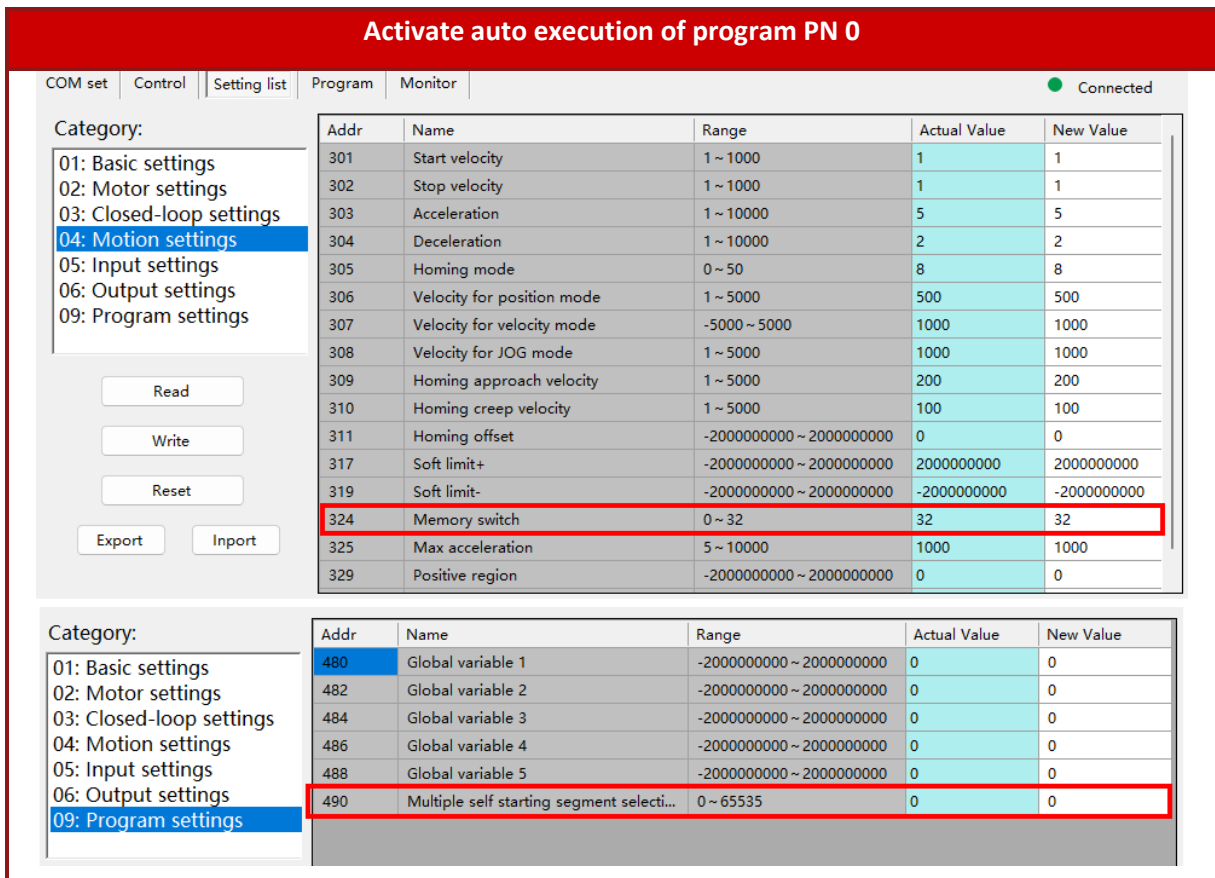 Activate auto execution of program PN 0
COM set Control Setting list Program Monitor Connected
Category:
01: Basic settings
02: Motor settings
03: Closed-loop settings
04: Motion settings
05: Input settings
06: Output settings
09: Program settings
Read
Write
Reset
Export Inport
Addr Name Range Actual Value New Value
301 Start velocity 1 ~ 1000 1 1
302 Stop velocity 1 ~ 1000 1 1
303 Acceleration 1 ~ 10000 5 5
304 Deceleration 1 ~ 10000 2 2
305 Homing mode 0 ~ 50 8 8
306 Velocity for position mode 1 ~ 5000 500 500
307 Velocity for velocity mode -5000 ~ 5000 1000 1000
308 Velocity for JOG mode 1 ~ 5000 1000 1000
309 Homing approach velocity 1 ~ 5000 200 200
310 Homing creep velocity 1 ~ 5000 100 100
311 Homing offset -2000000000 ~ 2000000000 0 0
317 Soft limit+ -2000000000 ~ 2000000000 2000000000 2000000000
319 Soft limit- -2000000000 ~ 2000000000 -2000000000 -2000000000
324 Memory switch 0 ~ 32 32 32
325 Max acceleration 5 ~ 10000 1000 1000
329 Positive region -2000000000 ~ 2000000000 0 0
Category:
01: Basic settings
02: Motor settings
03: Closed-loop settings
04: Motion settings
05: Input settings
06: Output settings
09: Program settings
Addr Name Range Actual Value New Value
480 Global variable 1 -2000000000 ~ 2000000000 0 0
482 Global variable 2 -2000000000 ~ 2000000000 0 0
484 Global variable 3 -2000000000 ~ 2000000000 0 0
486 Global variable 4 -2000000000 ~ 2000000000 0 0
488 Global variable 5 -2000000000 ~ 2000000000 0 0
490 Multiple self starting segment selecti... 0 ~ 65535 0 0